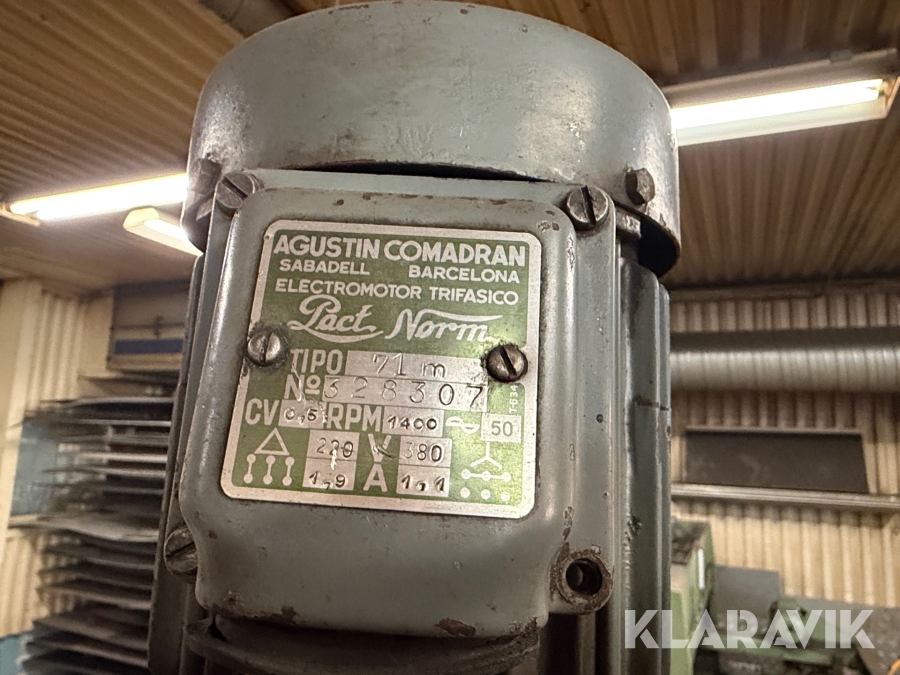 AGUSTIN COMADRAN
SABADELL BARCELONA
ELECTROMOTOR TRIFASICO
Pact Norm
TIPO 71 m
Nº 328307
CV 0,5 RPM 1400 ~ 50
220 V 380
1,9 A 1,1
KLARAVIK